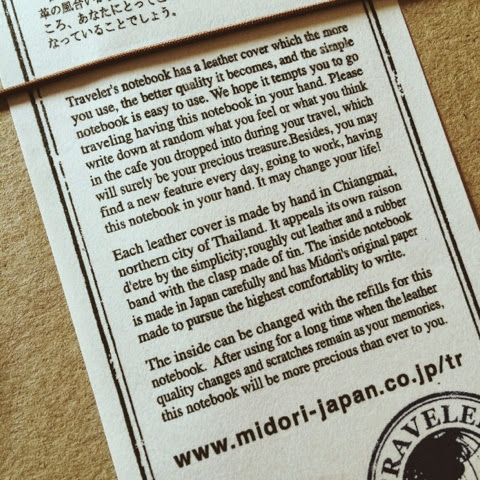 革の風合い
ころ、あなたにとって
なっていることでしょう。
Traveler's notebook has a leather cover which the more
you use, the better quality it becomes, and the simple
notebook is easy to use. We hope it tempts you to go
traveling having this notebook in your hand. Please
write down at random what you feel or what you think
in the cafe you dropped into during your travel, which
will surely be your precious treasure.Besides, you may
find a new feature every day, going to work, having
this notebook in your hand. It may change your life!
Each leather cover is made by hand in Chiangmai,
northern city of Thailand. It appeals its own raison
d'etre by the simplicity,roughly cut leather and a rubber
band with the clasp made of tin. The inside notebook
is made in Japan carefully and has Midori's original paper
made to pursue the highest comfortablity to write.
The inside can be changed with the refills for this
notebook. After using for a long time when the leather
quality changes and scratches remain as your memories,
this notebook will be more precious than ever to you.
www.midori-japan.co.jp/tr
RAVELE